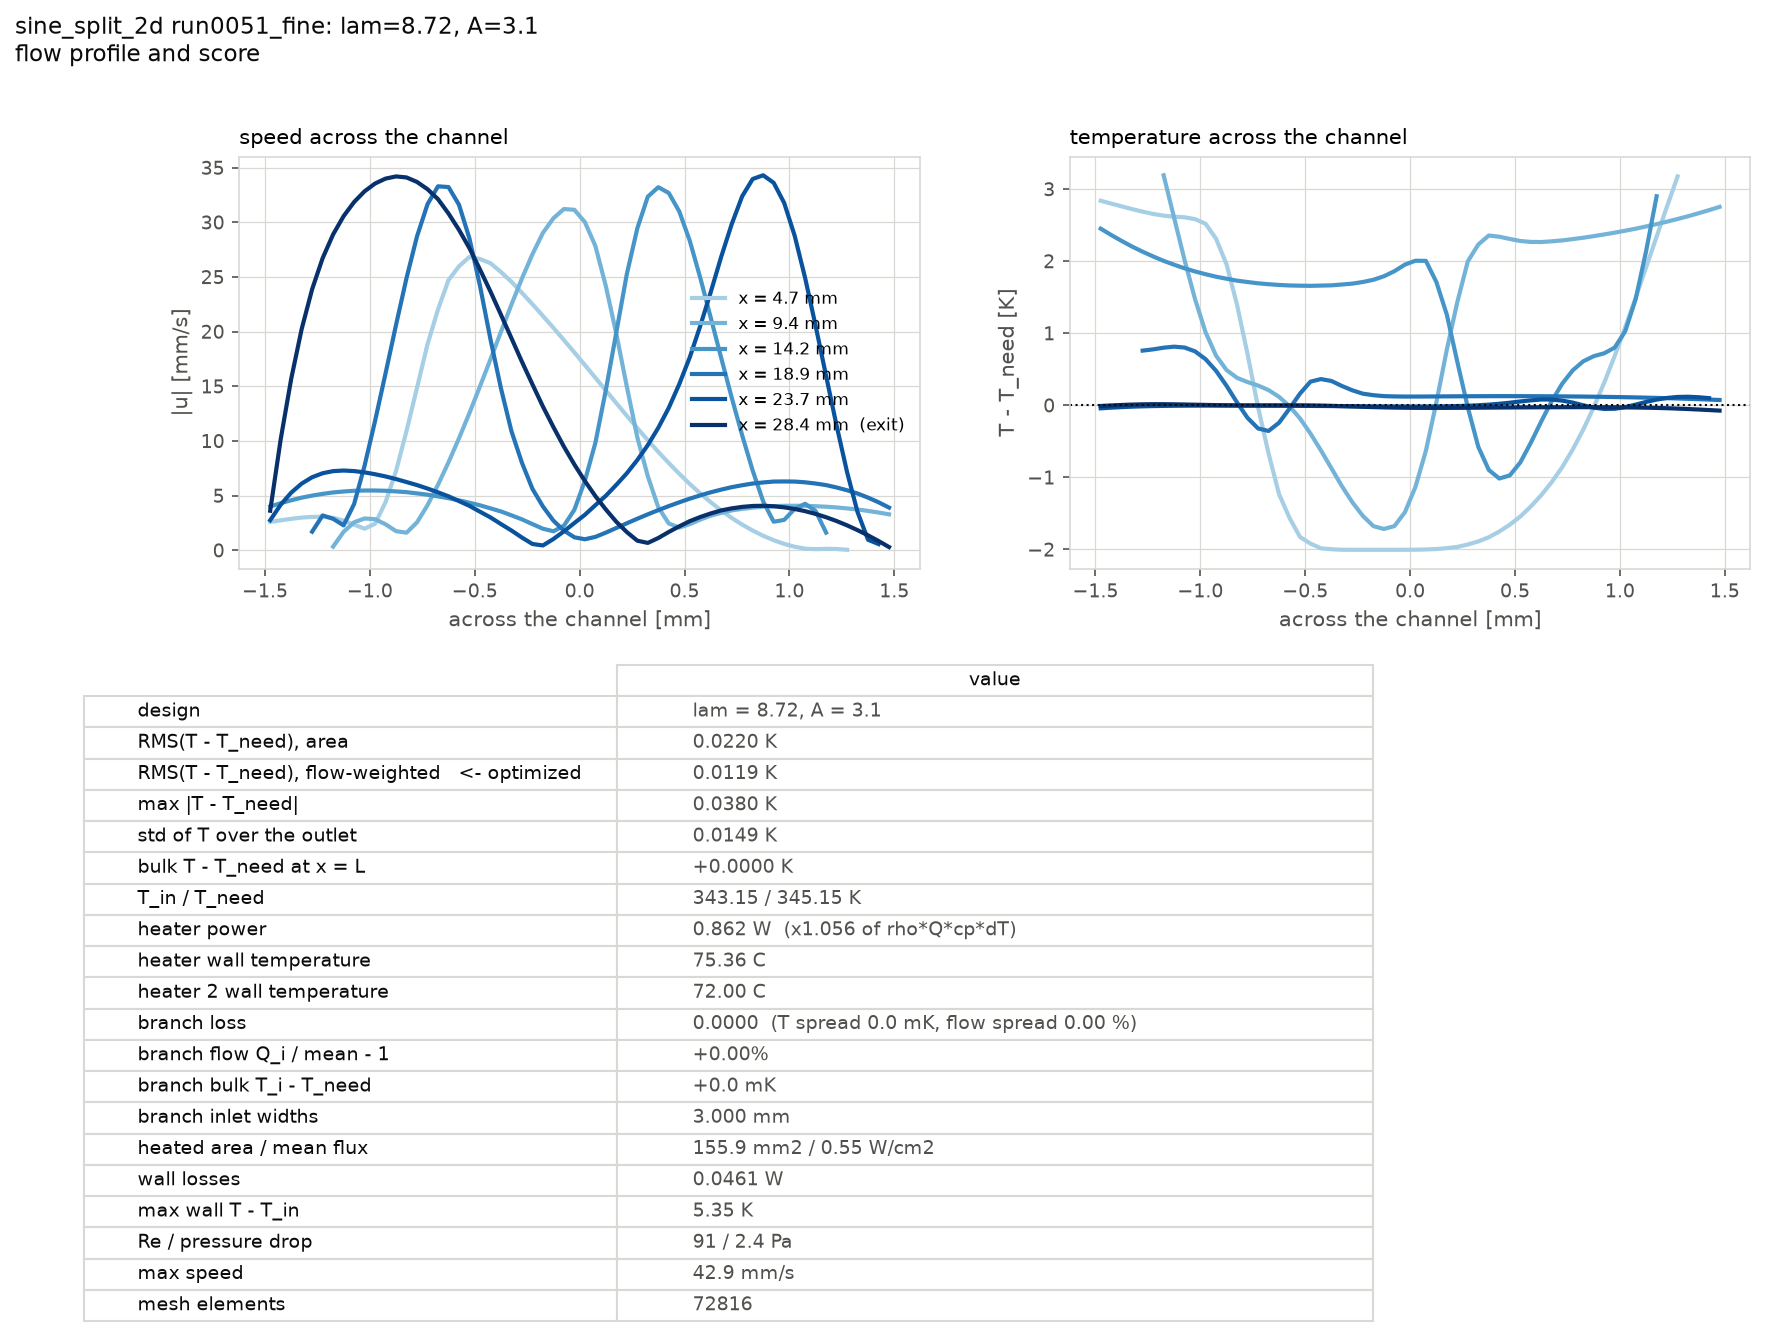 sine_split_2d run0051_fine: lam=8.72, A=3.1
flow profile and score
speed across the channel
35
30
25
20
15
10
5
0
|u| [mm/s]
−1.5 −1.0 −0.5 0.0 0.5 1.0 1.5
across the channel [mm]
x = 4.7 mm
x = 9.4 mm
x = 14.2 mm
x = 18.9 mm
x = 23.7 mm
x = 28.4 mm (exit)
temperature across the channel
3
2
1
0
−1
−2
T - T_need [K]
−1.5 −1.0 −0.5 0.0 0.5 1.0 1.5
across the channel [mm]
value
design lam = 8.72, A = 3.1
RMS(T - T_need), area 0.0220 K
RMS(T - T_need), flow-weighted <- optimized 0.0119 K
max |T - T_need| 0.0380 K
std of T over the outlet 0.0149 K
bulk T - T_need at x = L +0.0000 K
T_in / T_need 343.15 / 345.15 K
heater power 0.862 W (x1.056 of rho*Q*cp*dT)
heater wall temperature 75.36 C
heater 2 wall temperature 72.00 C
branch loss 0.0000 (T spread 0.0 mK, flow spread 0.00 %)
branch flow Q_i / mean - 1 +0.00%
branch bulk T_i - T_need +0.0 mK
branch inlet widths 3.000 mm
heated area / mean flux 155.9 mm2 / 0.55 W/cm2
wall losses 0.0461 W
max wall T - T_in 5.35 K
Re / pressure drop 91 / 2.4 Pa
max speed 42.9 mm/s
mesh elements 72816